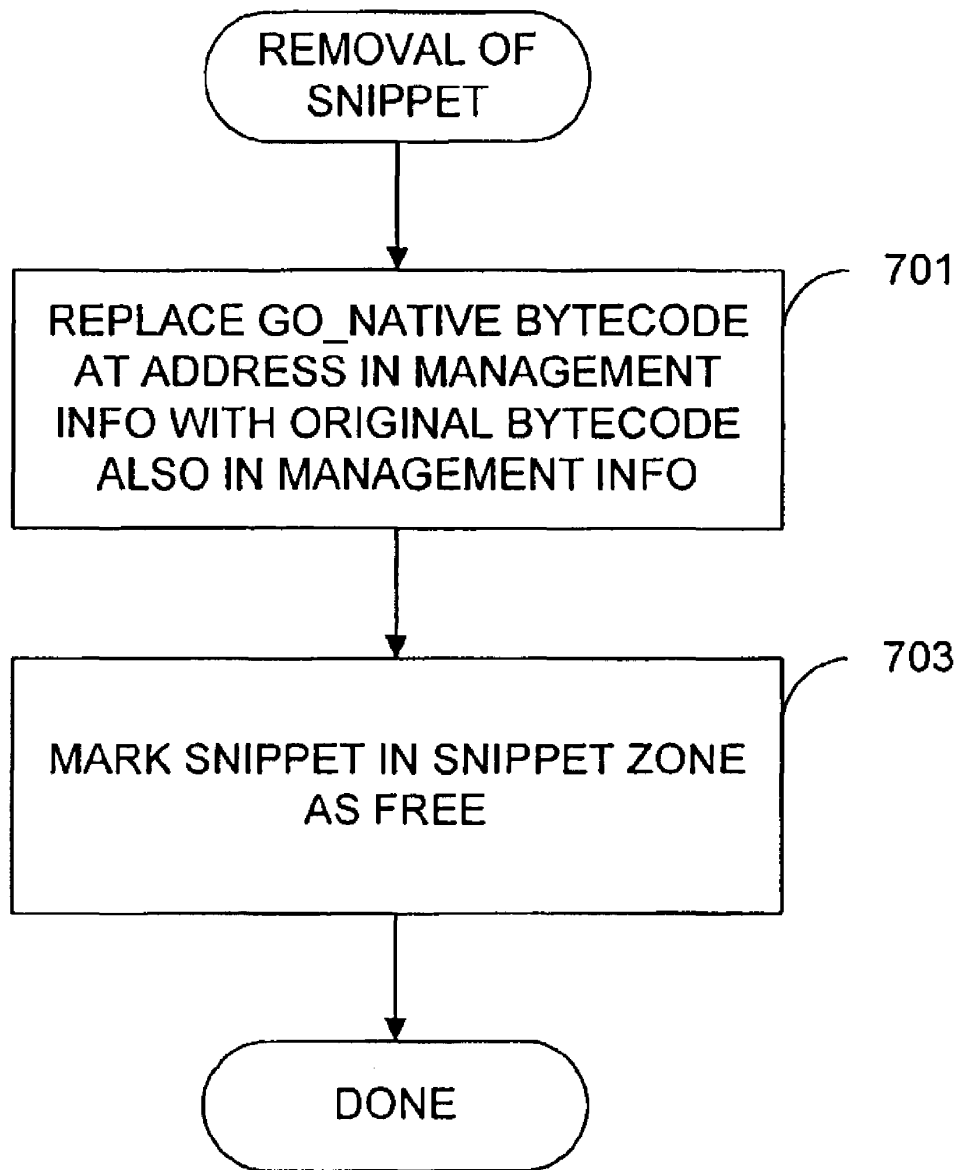 REMOVAL OF
SNIPPET
701
REPLACE GO_NATIVE BYTECODE
AT ADDRESS IN MANAGEMENT
INFO WITH ORIGINAL BYTECODE
ALSO IN MANAGEMENT INFO
703
MARK SNIPPET IN SNIPPET ZONE
AS FREE
DONE